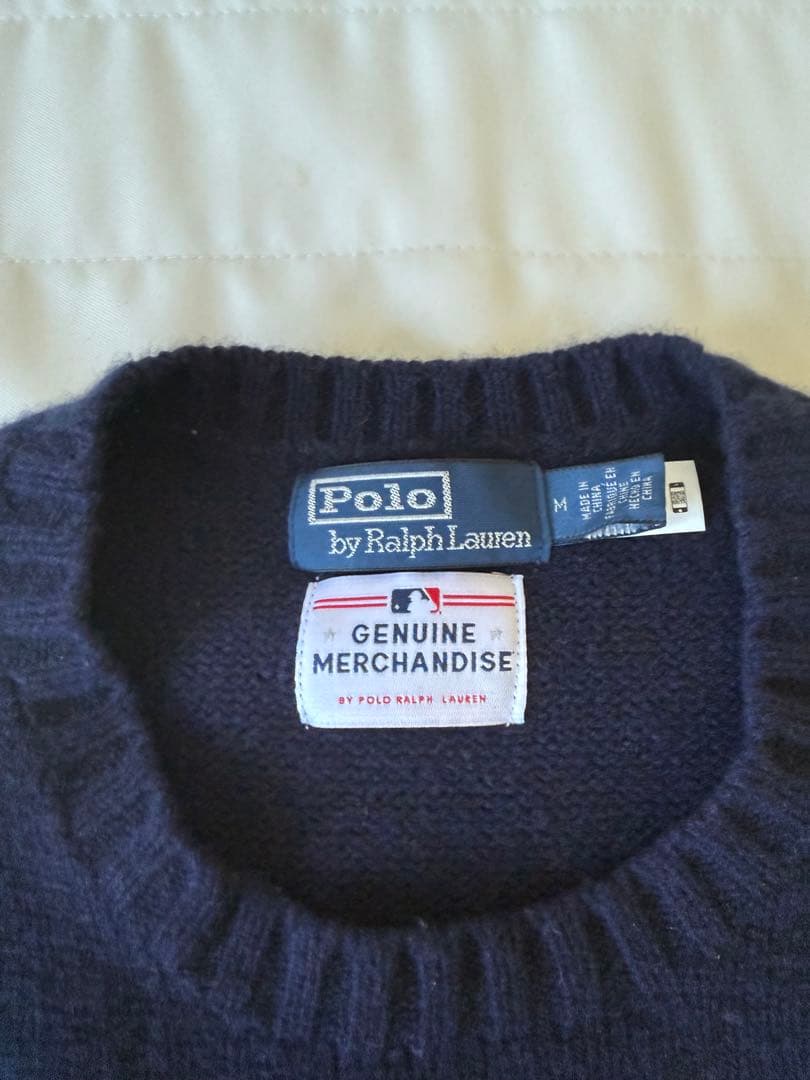 Polo
by Ralph Lauren
M
MADE IN
CHINA
FABRIQUÉ EN
CHINE
HECHO EN
CHINA
GENUINE
MERCHANDISE
BY POLO RALPH LAUREN